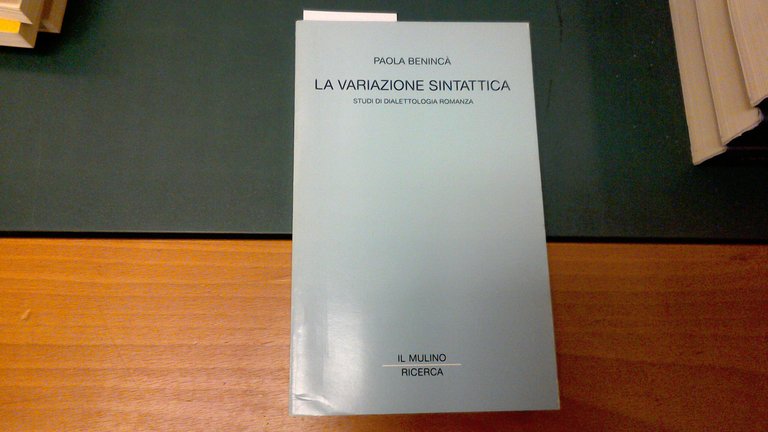 PAOLA BENINCÀ
LA VARIAZIONE SINTATTICA
STUDI DI DIALETTOLOGIA ROMANZA
IL MULINO
RICERCA